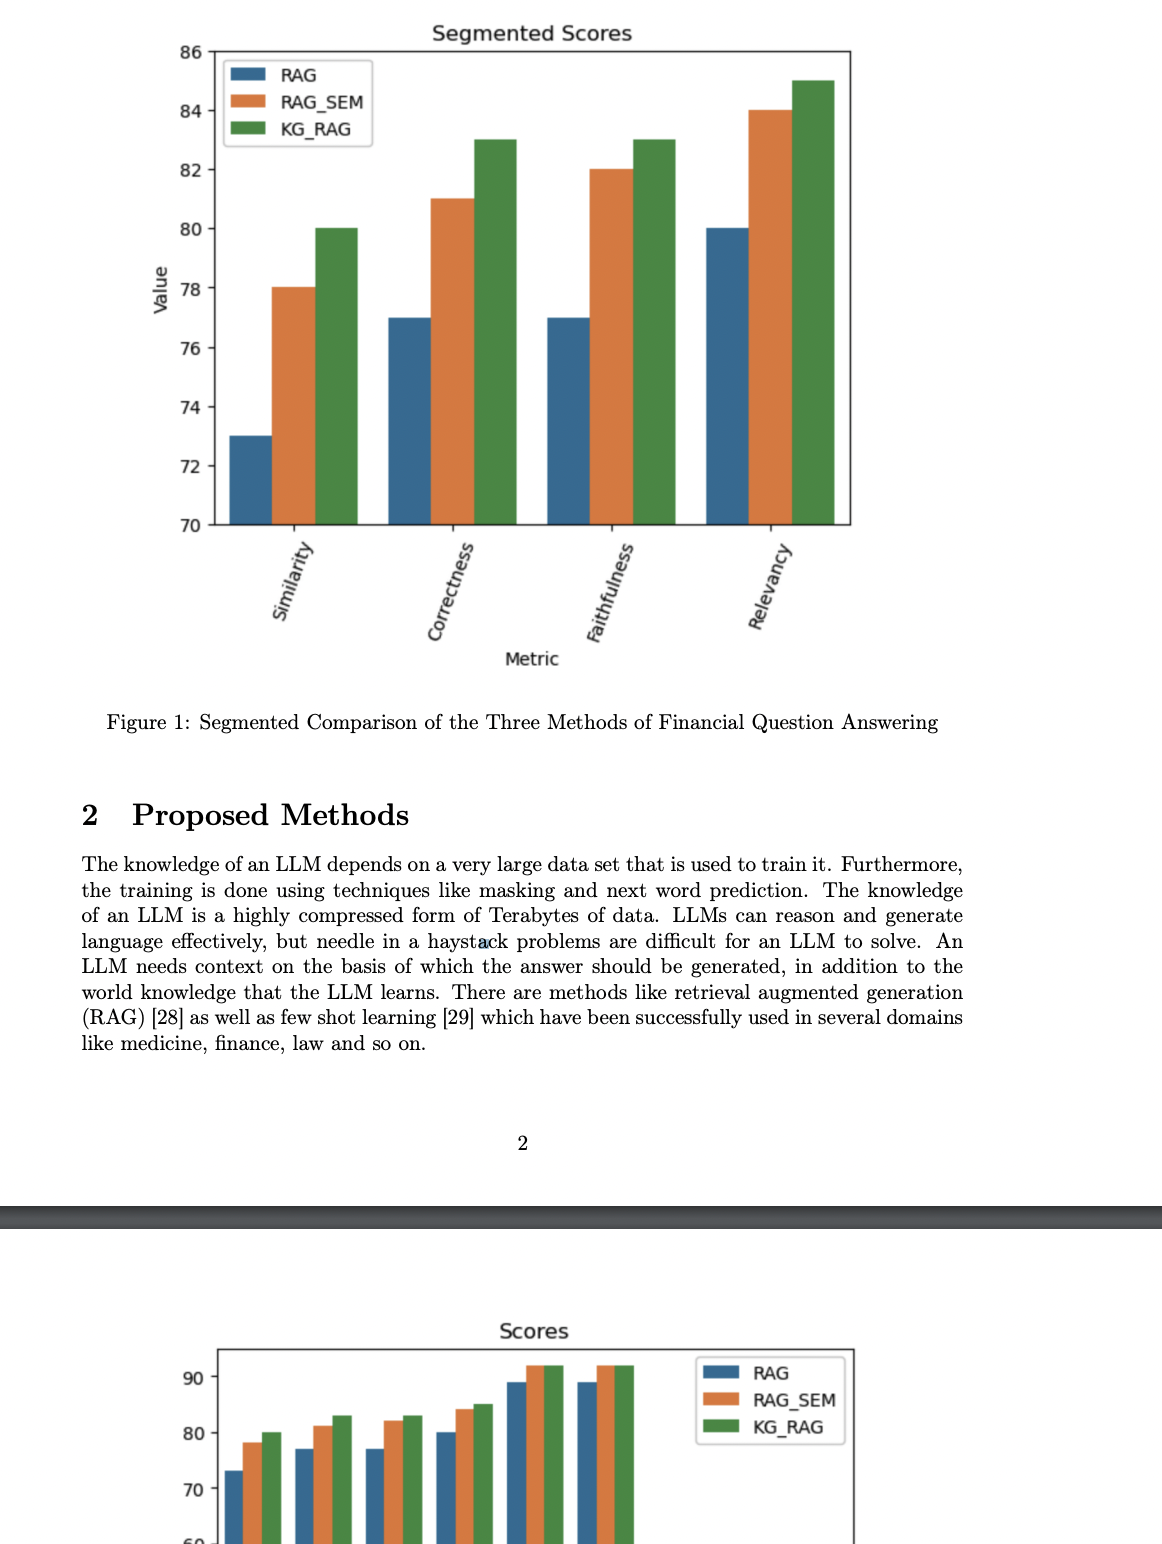 Segmented Scores
86
84
82
80
78
76
74
72
70
Value
RAG
RAG_SEM
KG_RAG
Similarity
Correctness
Faithfulness
Relevancy
Metric
Figure 1: Segmented Comparison of the Three Methods of Financial Question Answering
2 Proposed Methods
The knowledge of an LLM depends on a very large data set that is used to train it. Furthermore,
the training is done using techniques like masking and next word prediction. The knowledge
of an LLM is a highly compressed form of Terabytes of data. LLMs can reason and generate
language effectively, but needle in a haystack problems are difficult for an LLM to solve. An
LLM needs context on the basis of which the answer should be generated, in addition to the
world knowledge that the LLM learns. There are methods like retrieval augmented generation
(RAG) [28] as well as few shot learning [29] which have been successfully used in several domains
like medicine, finance, law and so on.
2
Scores
90
80
70
RAG
RAG_SEM
KG_RAG